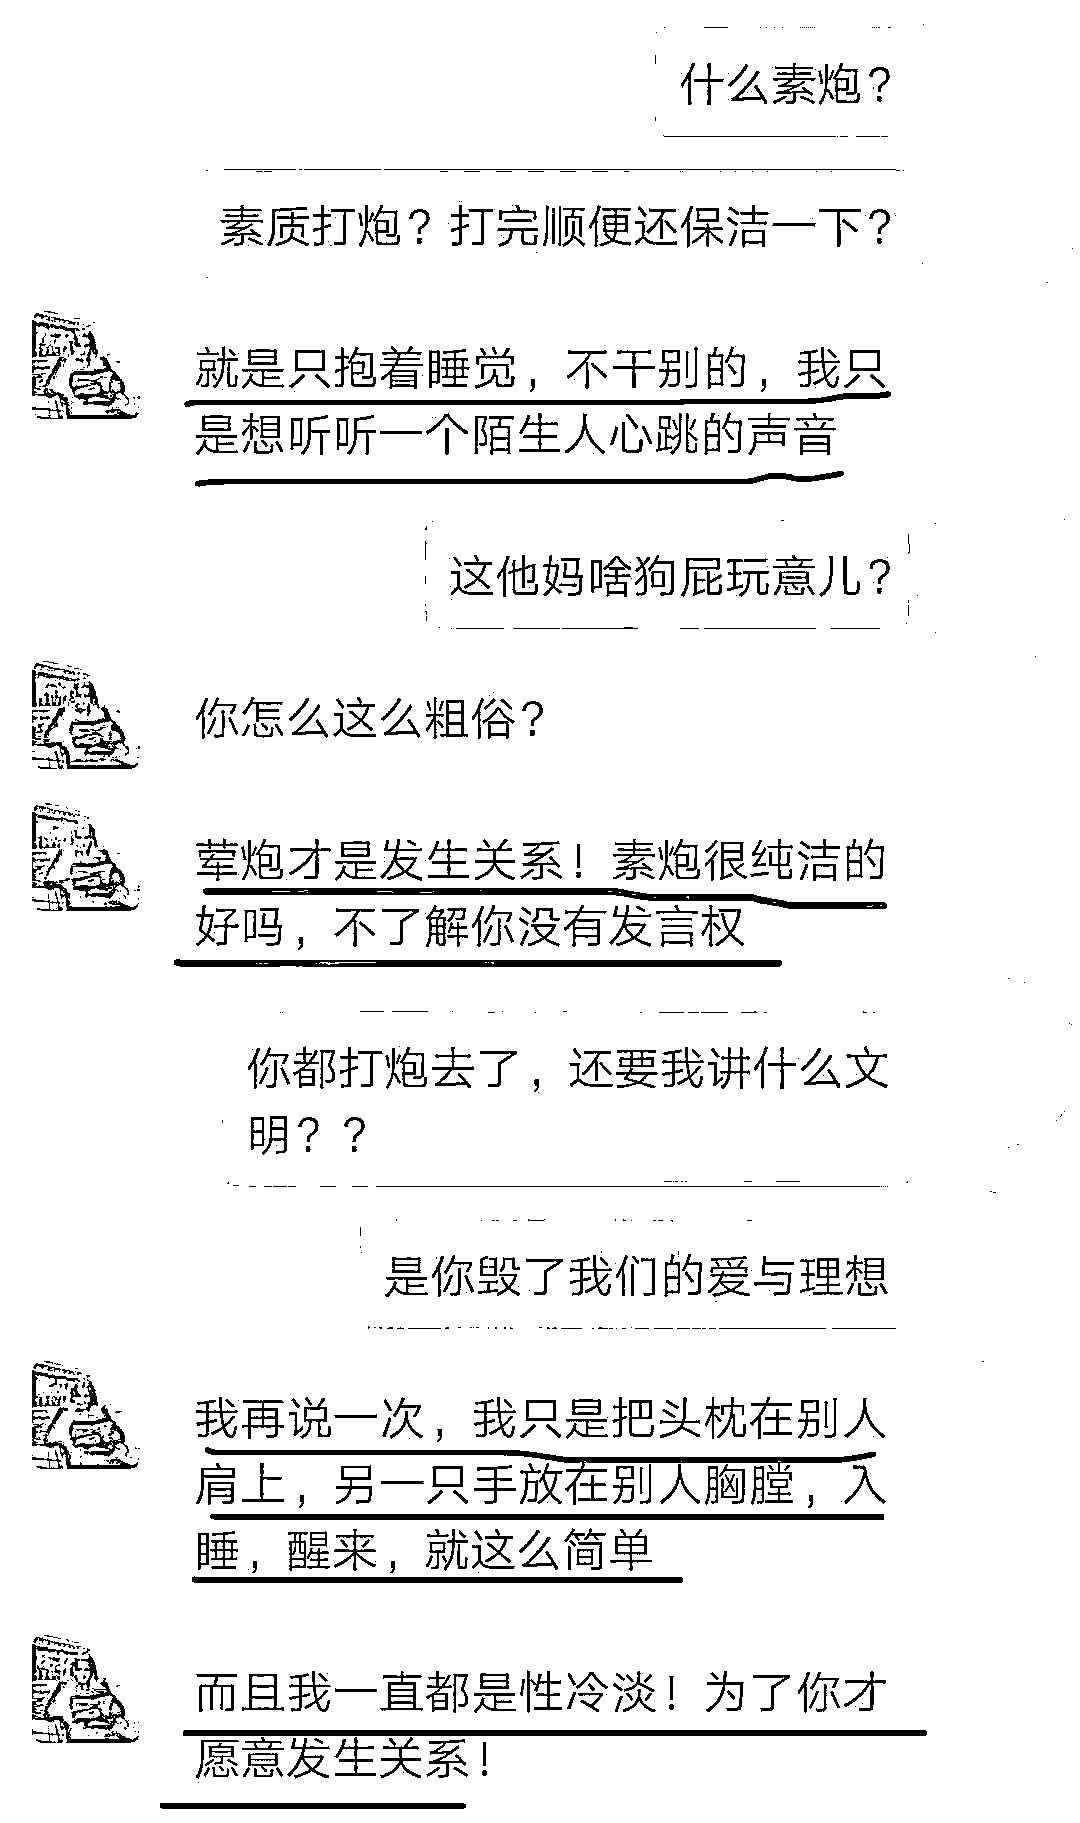 什么素炮？
素质打炮？打完顺便还保洁一下？
就是只抱着睡觉，不干别的，我只
是想听听一个陌生人心跳的声音
这他妈啥狗屁玩意儿？
你怎么这么粗俗？
荤炮才是发生关系！素炮很纯洁的
好吗，不了解你没有发言权
你都打炮去了，还要我讲什么文
明？？
是你毁了我们的爱与理想
我再说一次，我只是把头枕在别人
肩上，另一只手放在别人胸膛，入
睡，醒来，就这么简单
而且我一直都是性冷淡！为了你才
愿意发生关系！